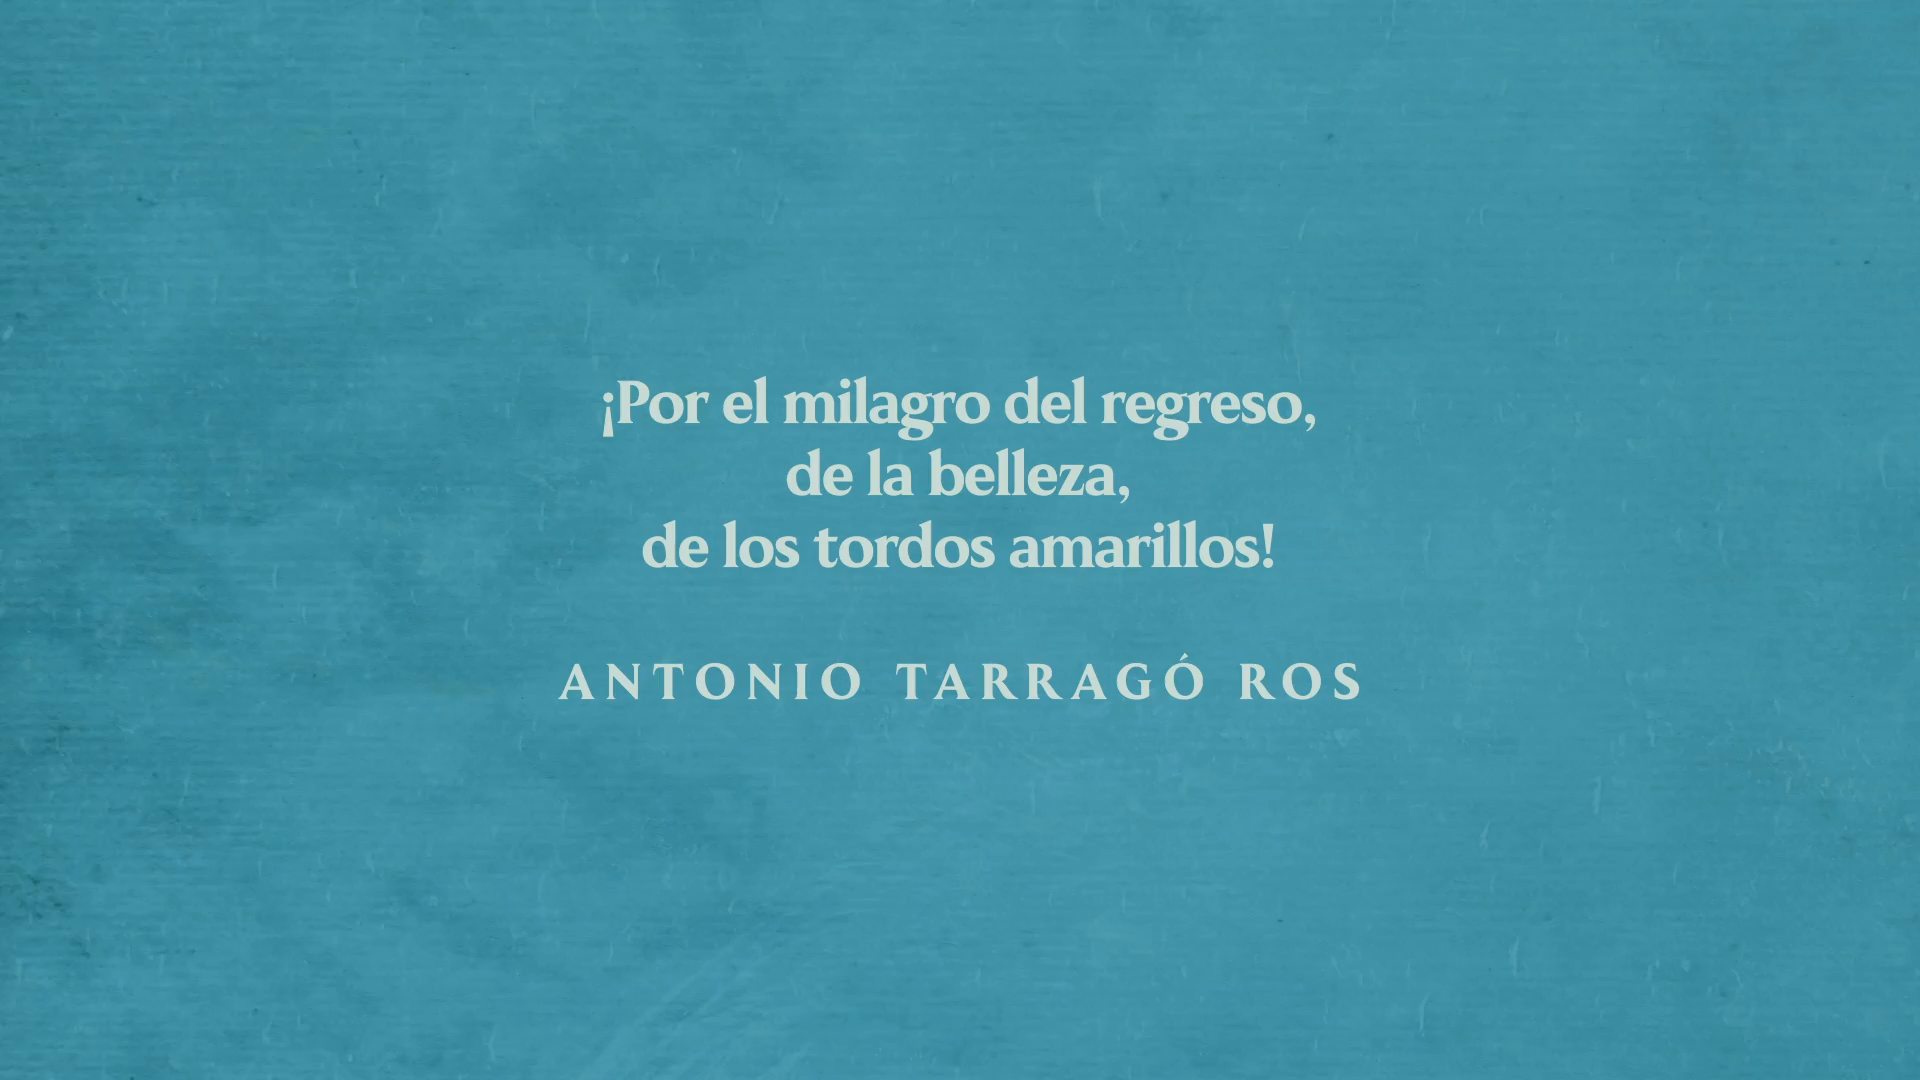 ¡Por el milagro del regreso,
de la belleza,
de los tordos amarillos!
ANTONIO TARRAGÓ ROS